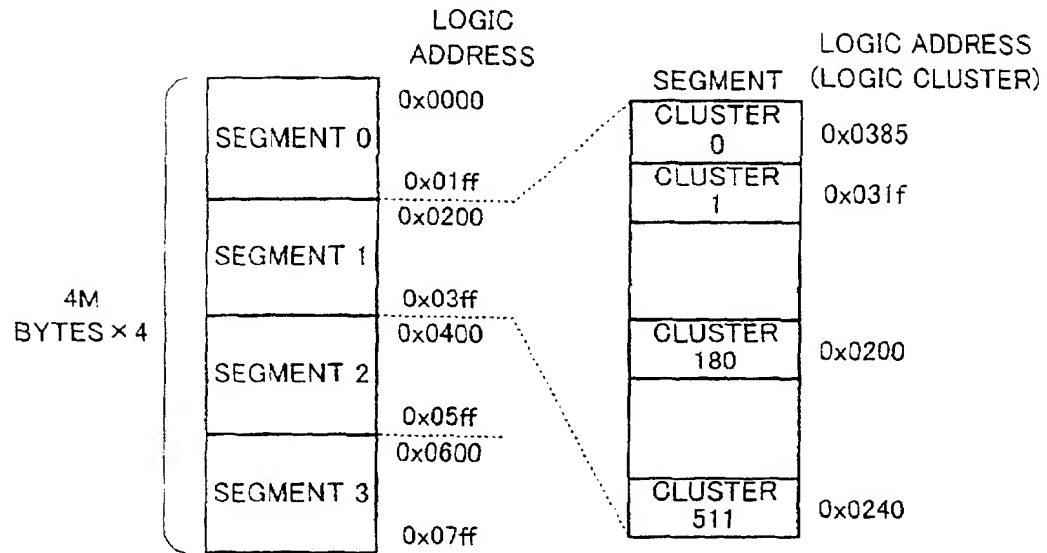 LOGIC
ADDRESS
0x0000
SEGMENT 0
0x01ff
0x0200
SEGMENT 1
0x03ff
0x0400
SEGMENT 2
0x05ff
0x0600
SEGMENT 3
0x07ff
4M
BYTES × 4
SEGMENT
LOGIC ADDRESS
(LOGIC CLUSTER)
CLUSTER
0
0x0385
CLUSTER
1
0x031f
CLUSTER
180
0x0200
CLUSTER
511
0x0240